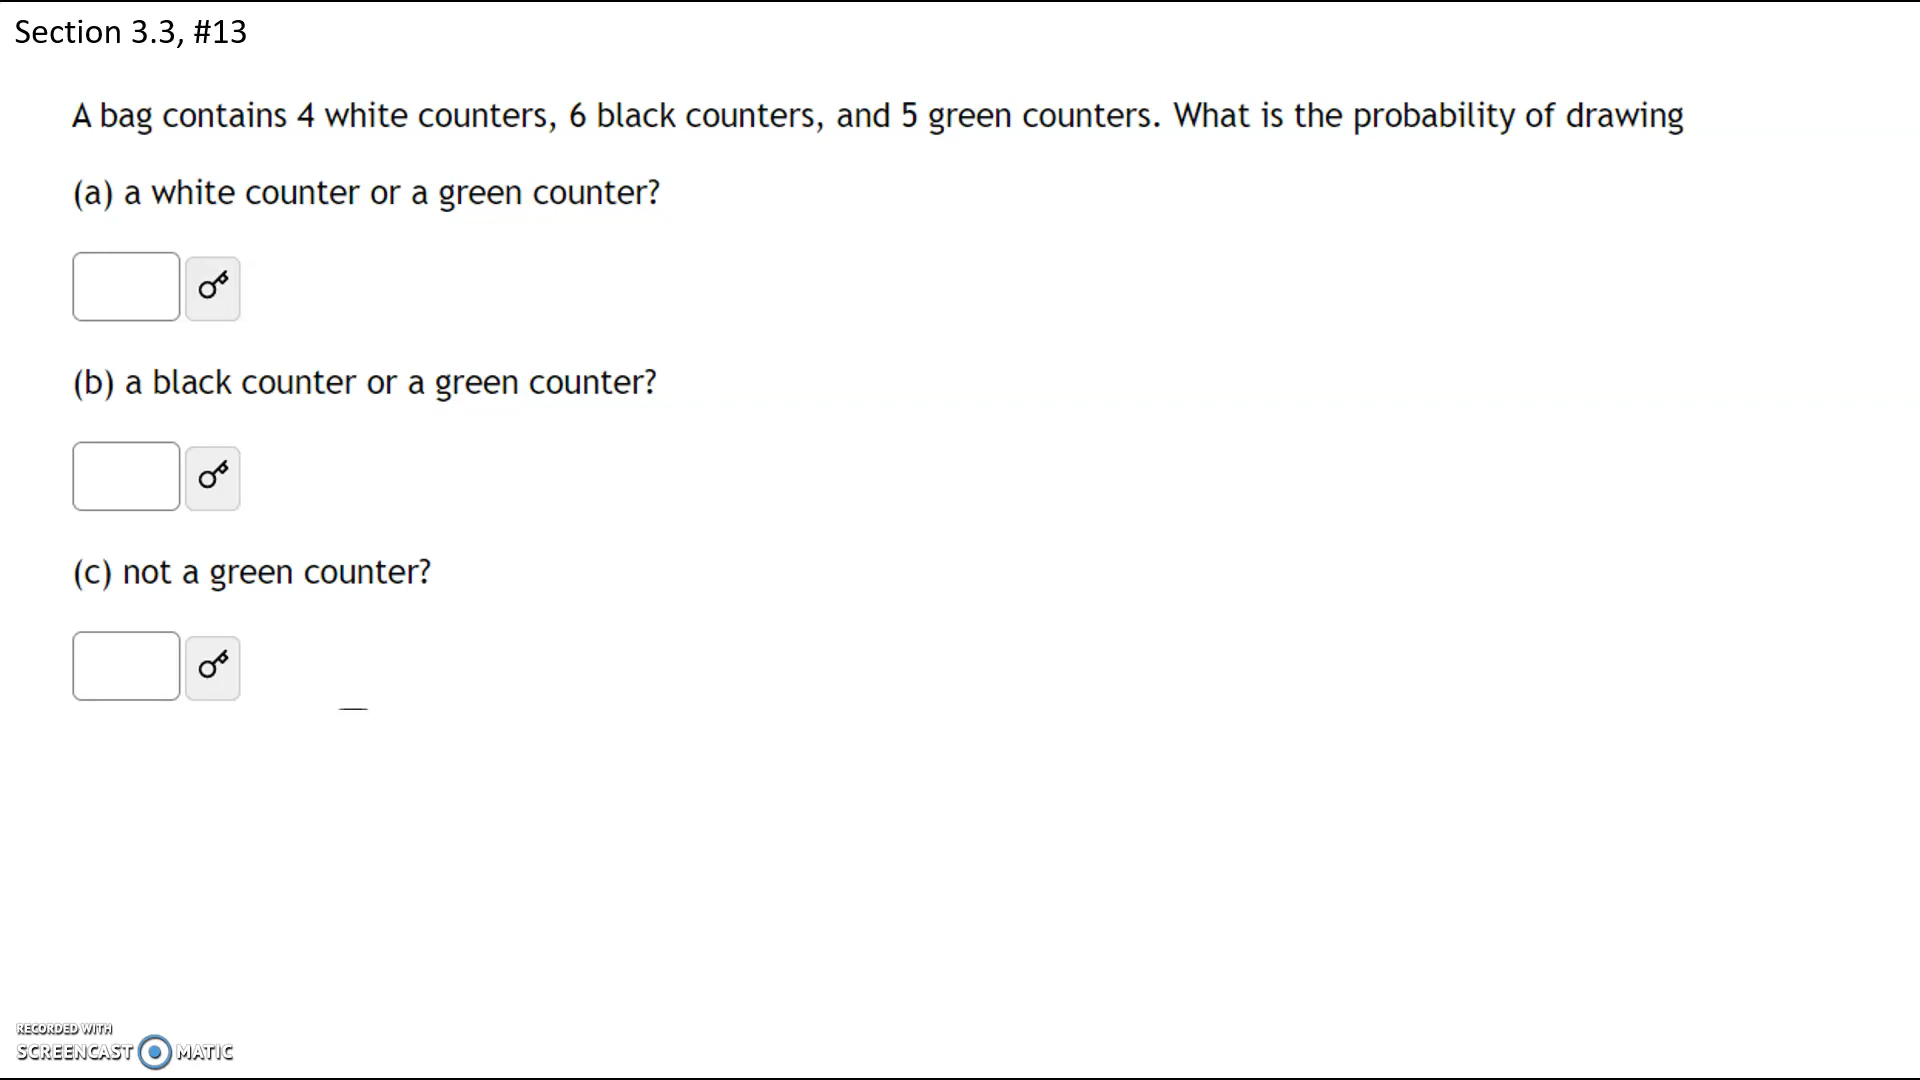 Section 3.3, #13
A bag contains 4 white counters, 6 black counters, and 5 green counters. What is the probability of drawing
(a) a white counter or a green counter?
(b) a black counter or a green counter?
(c) not a green counter?
RECORDED WITH
SCREENCAST MATIC